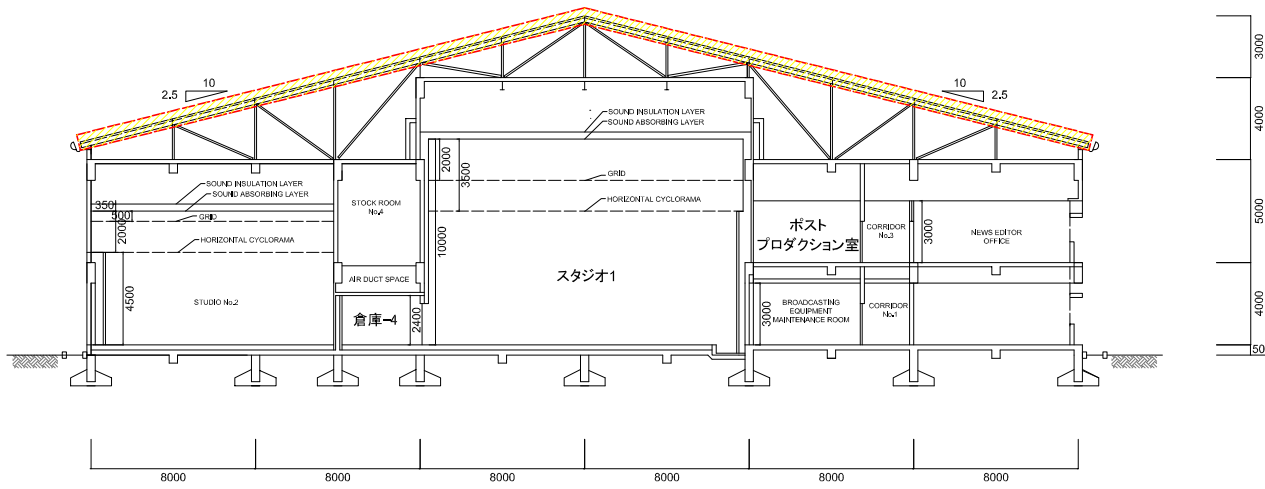 10
2.5
10
2.5
3000
4000
5000
4000
50
SOUND INSULATION LAYER
SOUND ABSORBING LAYER
2000
3500
GRID
HORIZONTAL CYCLORAMA
10000
スタジオ1
SOUND INSULATION LAYER
SOUND ABSORBING LAYER
350
500
GRID
2000
HORIZONTAL CYCLORAMA
4500
STUDIO No.2
STOCK ROOM
No.4
AIR DUCT SPACE
倉庫-4
2400
ポスト
プロダクション室
CORRIDOR
No.3
3000
NEWS EDITOR
OFFICE
3000
BROADCASTING
EQUIPMENT
MAINTENANCE ROOM
CORRIDOR
No.1
8000
8000
8000
8000
8000
8000